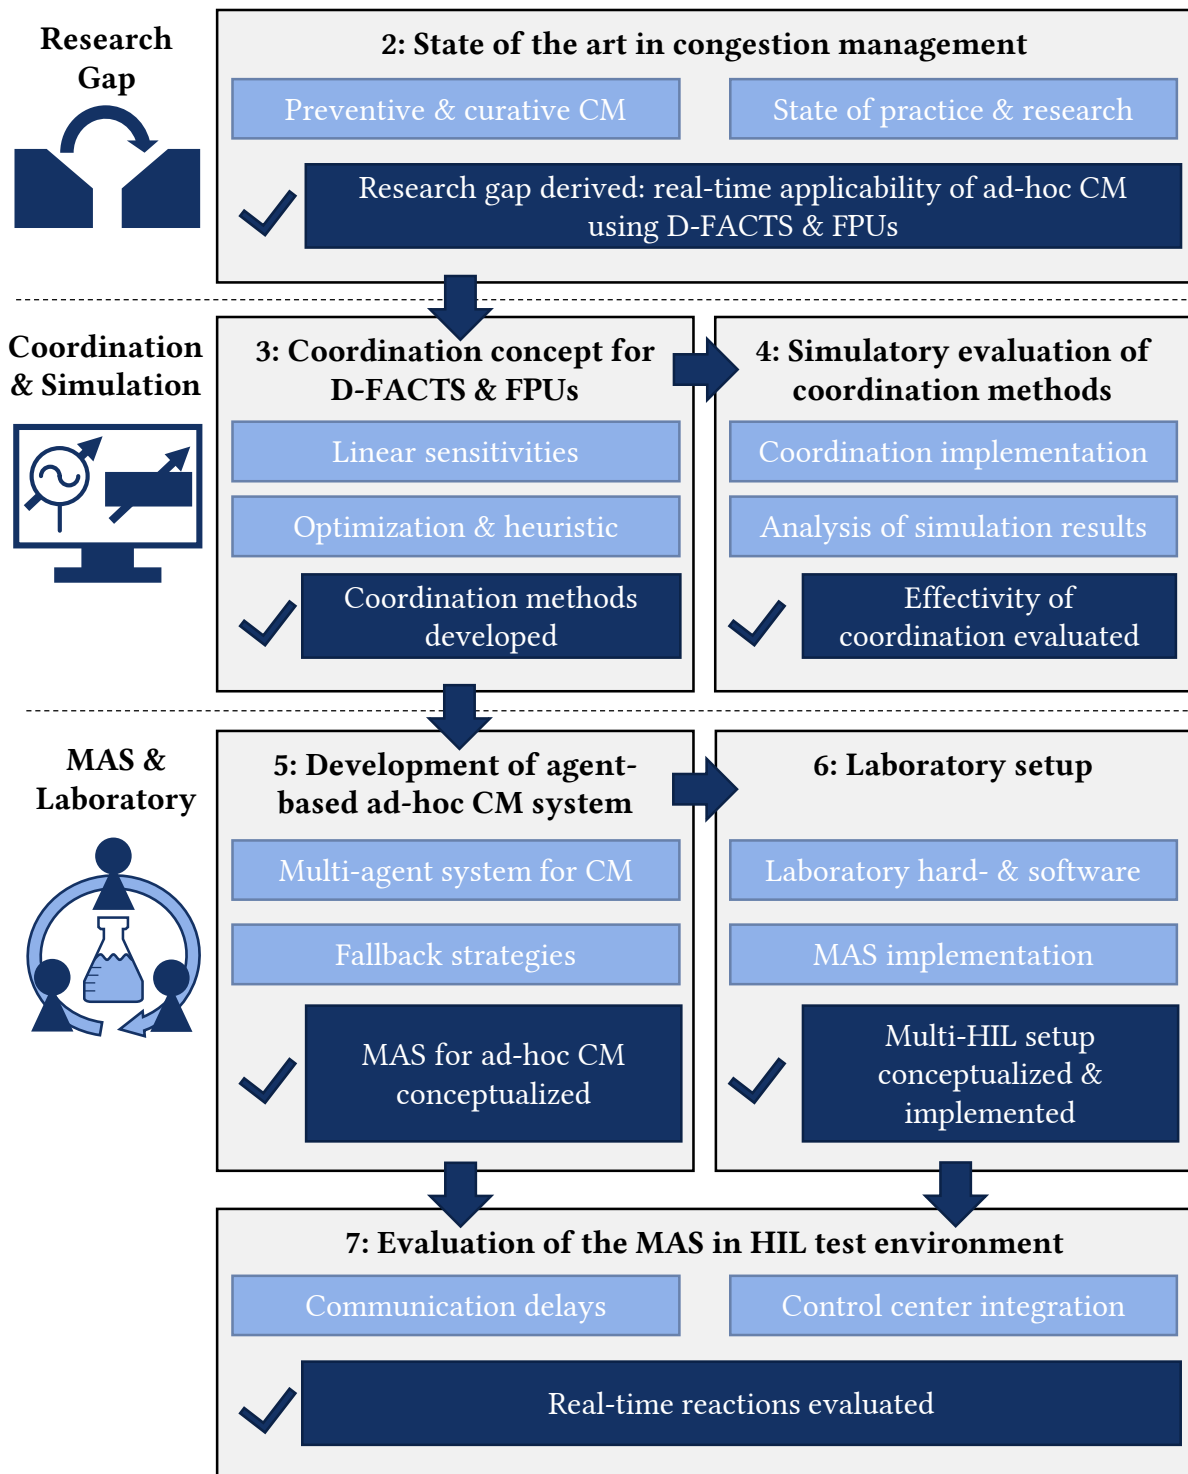 Research
Gap
2: State of the art in congestion management
Preventive & curative CM
State of practice & research
Research gap derived: real-time applicability of ad-hoc CM
using D-FACTS & FPUs
Coordination
& Simulation
3: Coordination concept for
D-FACTS & FPUs
Linear sensitivities
Optimization & heuristic
Coordination methods
developed
4: Simulatory evaluation of
coordination methods
Coordination implementation
Analysis of simulation results
Effectivity of
coordination evaluated
MAS &
Laboratory
5: Development of agent-
based ad-hoc CM system
Multi-agent system for CM
Fallback strategies
MAS for ad-hoc CM
conceptualized
6: Laboratory setup
Laboratory hard- & software
MAS implementation
Multi-HIL setup
conceptualized &
implemented
7: Evaluation of the MAS in HIL test environment
Communication delays
Control center integration
Real-time reactions evaluated